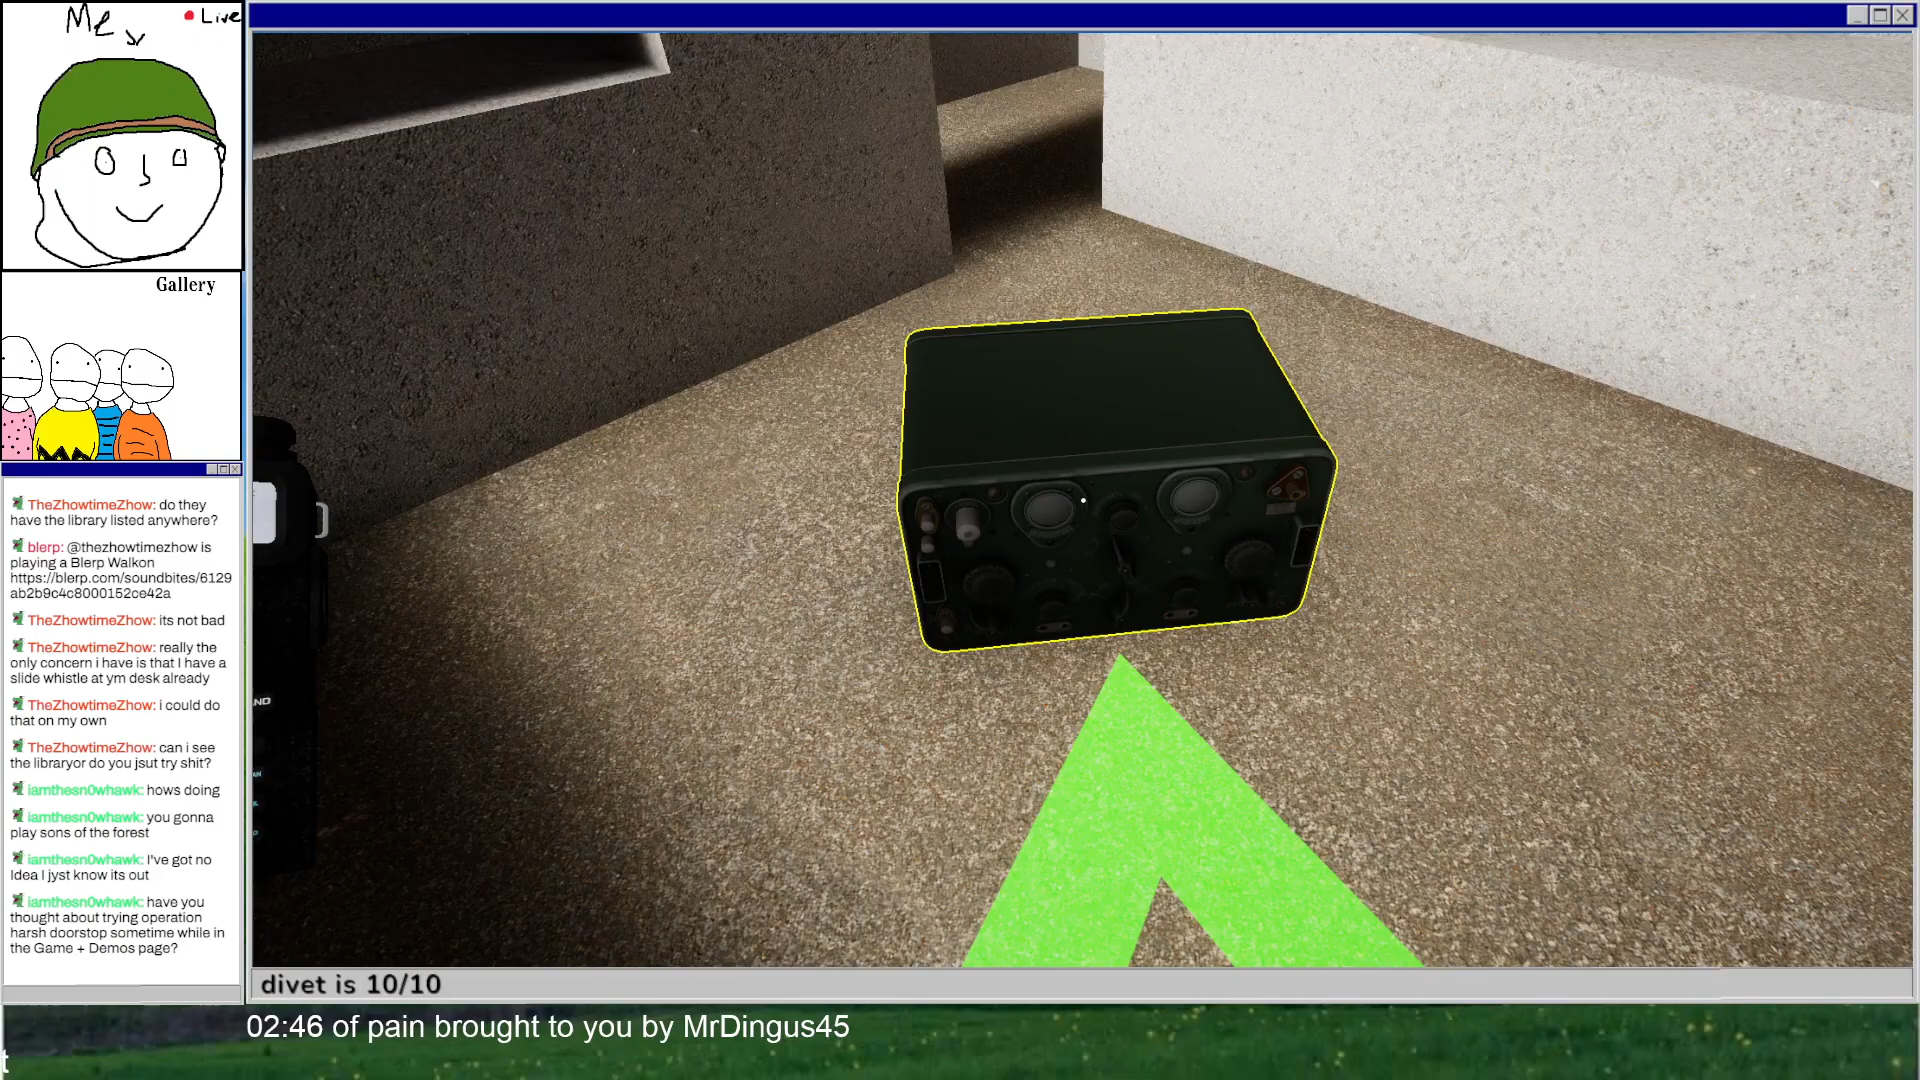 Me
Live
Gallery
TheZhowtimeZhow: do they
have the library listed anywhere?
blerp: @thezhowtimezhow is
playing a Blerp Walkon
https://blerp.com/soundbites/6129
ab2b9c4c8000152ce42a
TheZhowtimeZhow: its not bad
TheZhowtimeZhow: really the
only concern i have is that I have a
slide whistle at ym desk already
TheZhowtimeZhow: i could do
that on my own
TheZhowtimeZhow: can i see
the libraryor do you jsut try shit?
iamthesn0whawk: hows doing
iamthesn0whawk: you gonna
play sons of the forest
iamthesn0whawk: I've got no
Idea I jyst know its out
iamthesn0whawk: have you
thought about trying operation
harsh doorstop sometime while in
the Game + Demos page?
divet is 10/10
02:46 of pain brought to you by MrDingus45
t